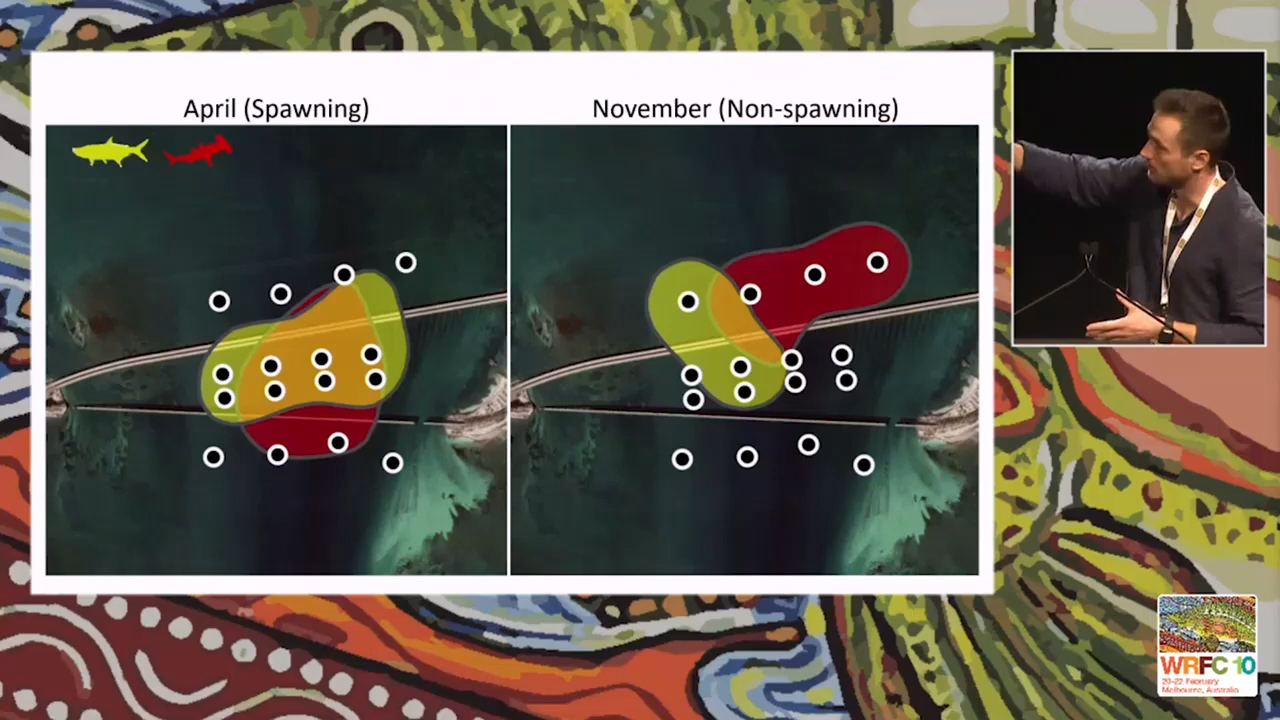 April (Spawning)
November (Non-spawning)
WRFC 10
20-22 February
Melbourne, Australia